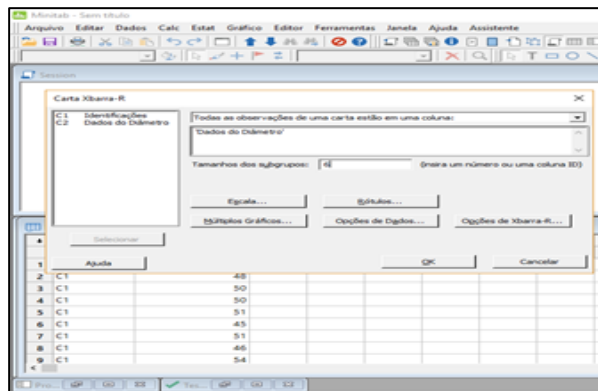 Minitab - Sem título
Arquivo Editar Dados Calc Estat Gráfico Editor Ferramentas Janela Ajuda Assistente
Session
Carta Xbarra-R
C1 Identificações
C2 Dados do Diâmetro
Todas as observações de uma carta estão em uma coluna:
'Dados do Diâmetro'
Tamanhos dos subgrupos: 6 (insira um número ou uma coluna ID)
Escala... Rótulos...
Múltiplos Gráficos... Opções de Dados... Opções de Xbarra-R...
Selecionar
Ajuda OK Cancelar
1
2 C1 48
3 C1 50
4 C1 50
5 C1 51
6 C1 45
7 C1 51
8 C1 46
9 C1 54
Pro... Tes...